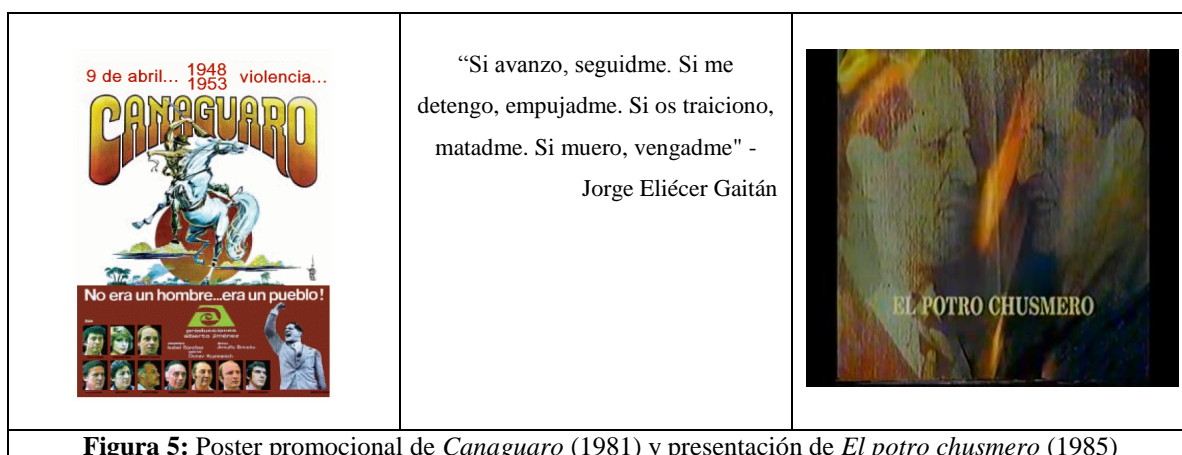 9 de abril... 1948 violencia...
1953
CANAGUARO
No era un hombre...era un pueblo!
producciones
alberto jiménez
“Si avanzo, seguidme. Si me
detengo, empujadme. Si os traiciono,
matadme. Si muero, vengadme" -
Jorge Eliécer Gaitán
EL POTRO CHUSMERO
Figura 5: Poster promocional de Canaguaro (1981) y presentación de El potro chusmero (1985)